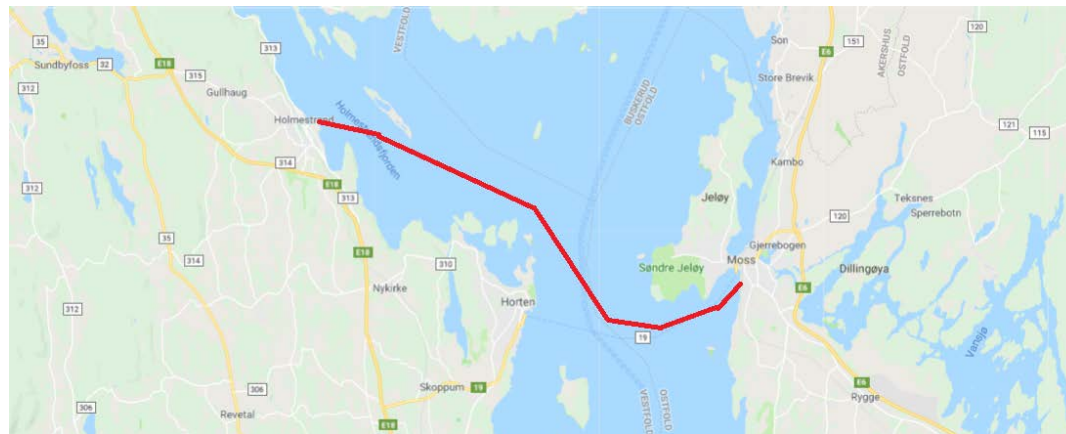 35
Sundbyfoss
32
312
E18
315
Gullhaug
313
VESTFOLD
Holmestrand
Holmestrandsfjorden
314
E18
313
312
35
314
E18
310
Nykirke
Horten
312
Skoppum
19
306
306
Revetal
E18
BUSKERUD
ØSTFOLD
Son
E6
151
Store Brevik
AKERSHUS
ØSTFOLD
120
121
115
Kambo
Jeløy
Teksnes
120
Sperrebotn
Gjerrebogen
Moss
Søndre Jeløy
Dillingøya
E6
19
Vansjø
VESTFOLD
ØSTFOLD
E6
Rygge